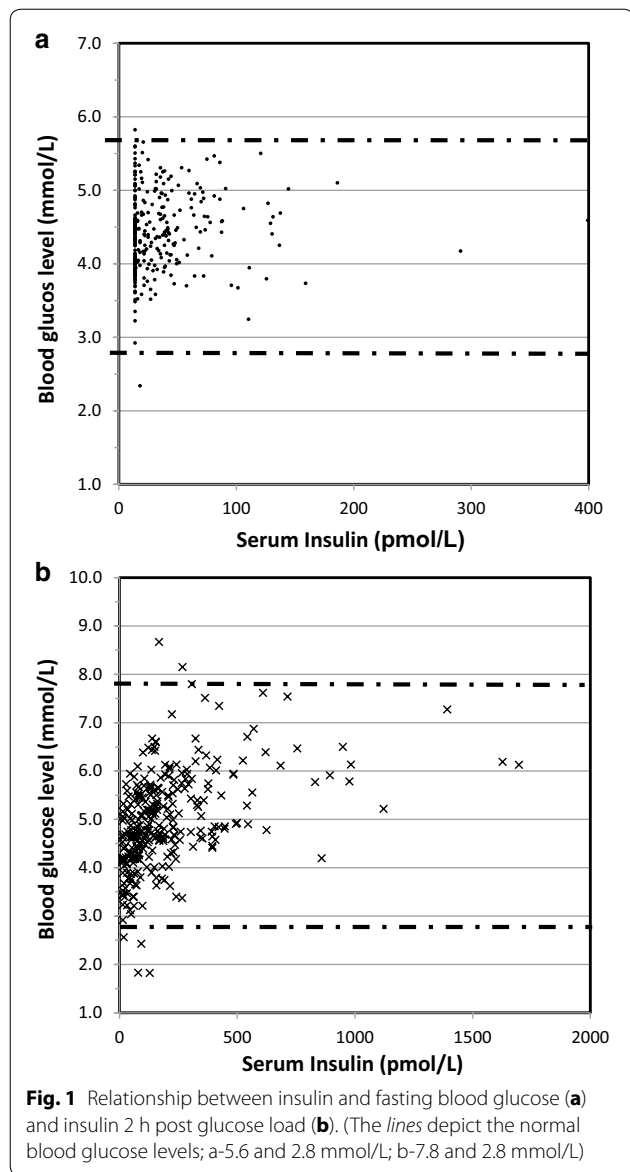 a
7.0
6.0
5.0
4.0
3.0
2.0
1.0
Blood glucos level (mmol/L)
0 100 200 300 400
Serum Insulin (pmol/L)
b
10.0
9.0
8.0
7.0
6.0
5.0
4.0
3.0
2.0
1.0
Blood glucose level (mmol/L)
0 500 1000 1500 2000
Serum Insulin (pmol/L)
Fig. 1 Relationship between insulin and fasting blood glucose (a)
and insulin 2 h post glucose load (b). (The lines depict the normal
blood glucose levels; a-5.6 and 2.8 mmol/L; b-7.8 and 2.8 mmol/L)